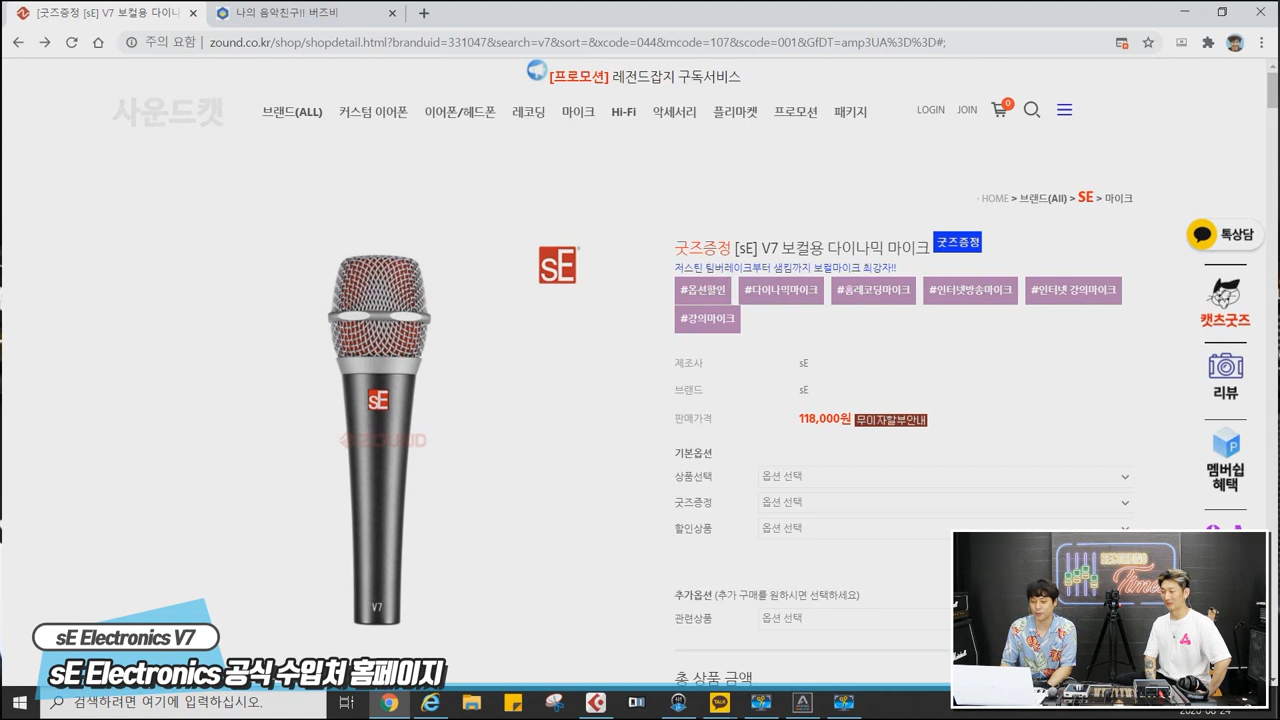 [굿즈증정 [sE] V7 보컬용 다이나
나의 음악친구!! 버즈비
주의 요함
zound.co.kr/shop/shopdetail.html?branduid=331047&search=v7&sort=&xcode=044&mcode=107&scode=001&GfDT=amp3UA%3D%3D#;
[프로모션] 레전드잡지 구독서비스
사운드캣
브랜드(ALL) 커스텀 이어폰 이어폰/헤드폰 레코딩 마이크 Hi-Fi 악세서리 플리마켓 프로모션 패키지
LOGIN JOIN 0
· HOME > 브랜드(All) > SE > 마이크
sE
굿즈증정 [sE] V7 보컬용 다이나믹 마이크 굿즈증정
저스틴 팀버레이크부터 샘킴까지 보컬마이크 최강자!!
#옵션할인 #다이나믹마이크 #홈레코딩마이크 #인터넷방송마이크 #인터넷 강의마이크
#강의마이크
제조사 sE
브랜드 sE
판매가격 118,000원 무이자할부안내
기본옵션
상품선택 옵션 선택
굿즈증정 옵션 선택
할인상품 옵션 선택
추가옵션 (추가 구매를 원하시면 선택하세요)
관련상품 옵션 선택
총 상품 금액
톡상담
캣츠굿즈
리뷰
P
멤버쉽
혜택
sE
ZOUND
V7
RECORDING
Time
sE Electronics V7
sE Electronics 공식 수입처 홈페이지
검색하려면 여기에 입력하십시오.
TALK
2020-08-24